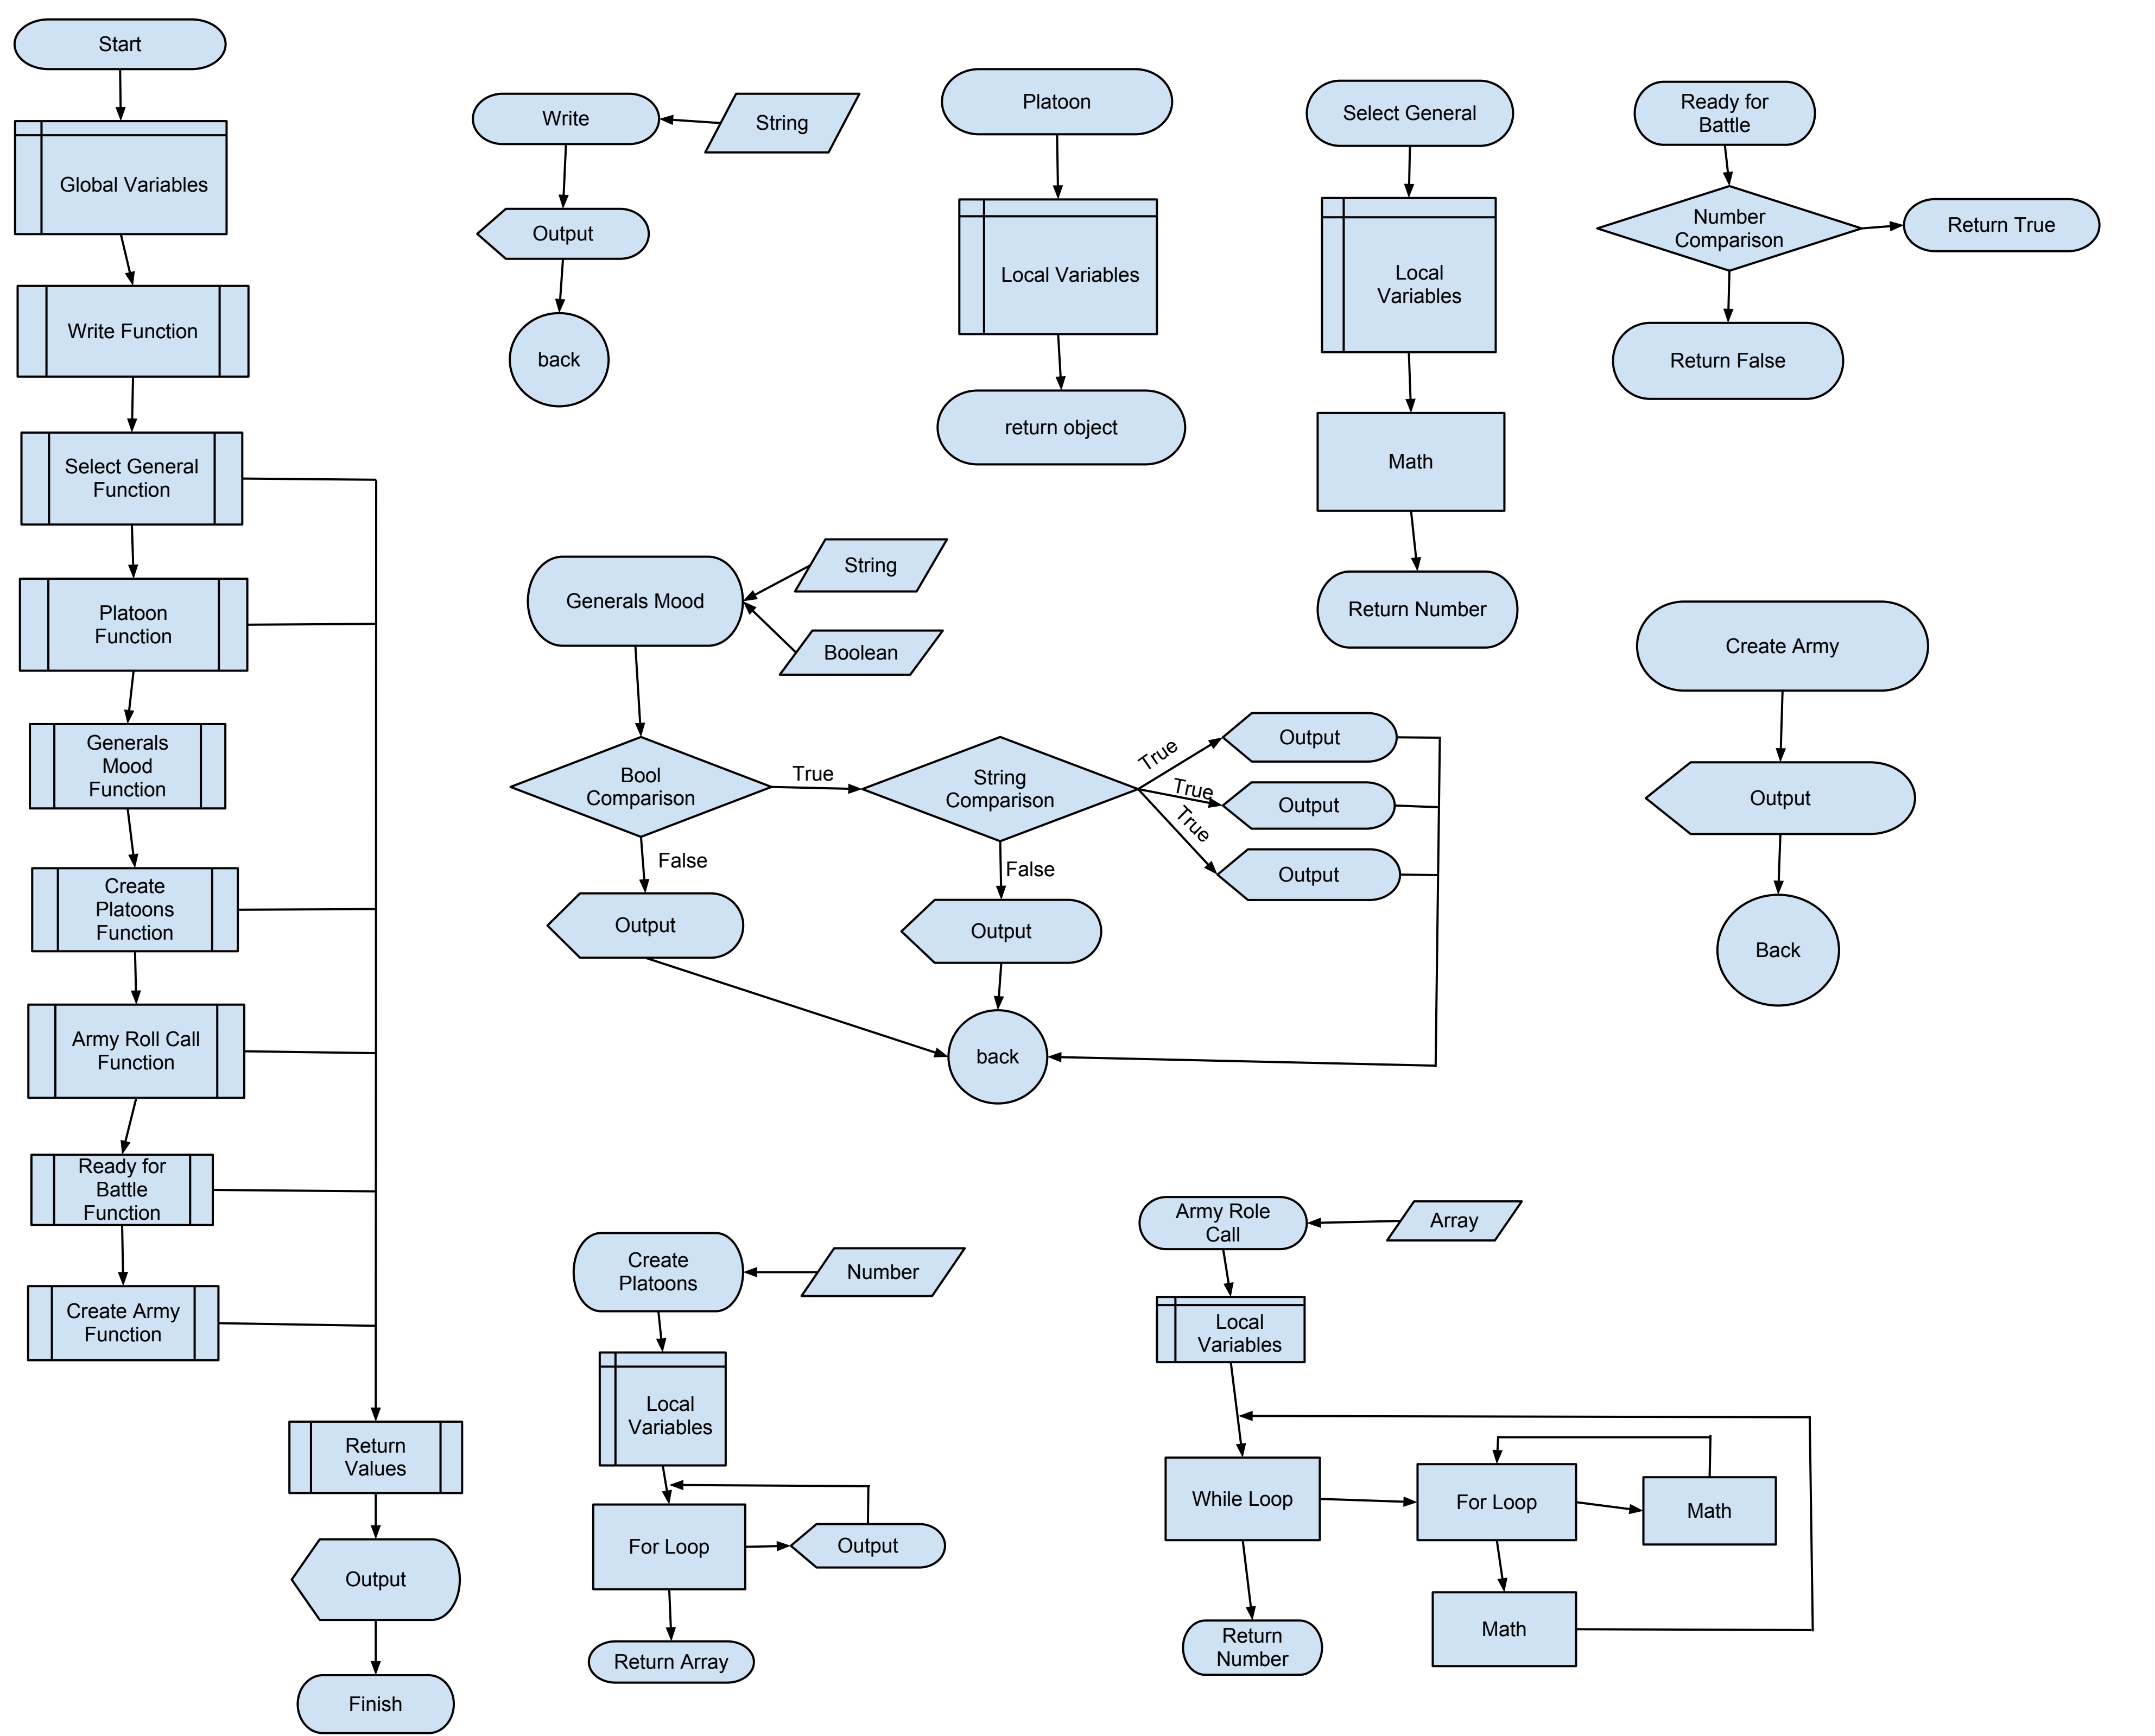 Start
Global Variables
Write Function
Select General
Function
Platoon
Function
Generals
Mood
Function
Create
Platoons
Function
Army Roll Call
Function
Ready for
Battle
Function
Create Army
Function
Return
Values
Output
Finish
Write
String
Output
back
Platoon
Local Variables
return object
Select General
Local
Variables
Math
Return Number
Ready for
Battle
Number
Comparison
Return True
Return False
Generals Mood
String
Boolean
Bool
Comparison
True
String
Comparison
True
Output
True
Output
True
Output
False
Output
False
Output
back
Create Army
Output
Back
Create
Platoons
Number
Local
Variables
For Loop
Output
Return Array
Army Role
Call
Array
Local
Variables
While Loop
For Loop
Math
Math
Return
Number